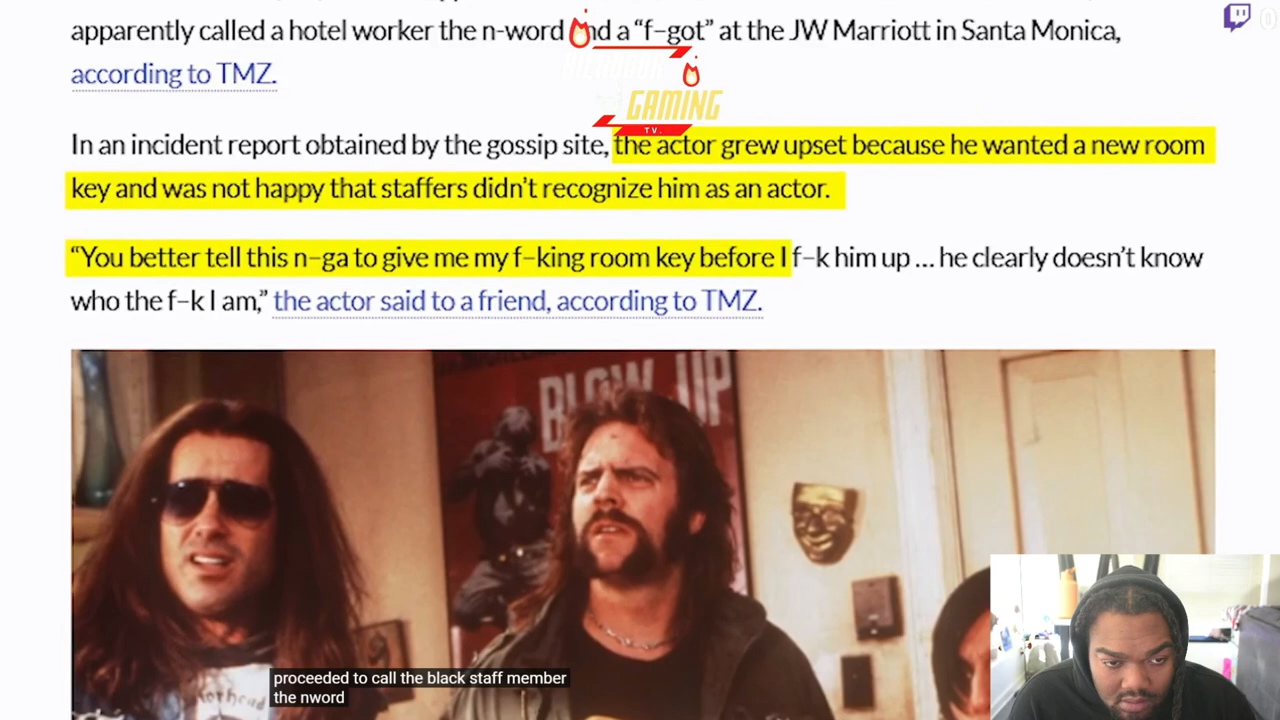 apparently called a hotel worker the n-word and a “f–got” at the JW Marriott in Santa Monica,
according to TMZ.
GAMING
TV.
In an incident report obtained by the gossip site, the actor grew upset because he wanted a new room
key and was not happy that staffers didn’t recognize him as an actor.
“You better tell this n–ga to give me my f–king room key before I f–k him up ... he clearly doesn’t know
who the f–k I am,” the actor said to a friend, according to TMZ.
BLOW UP
proceeded to call the black staff member
the nword